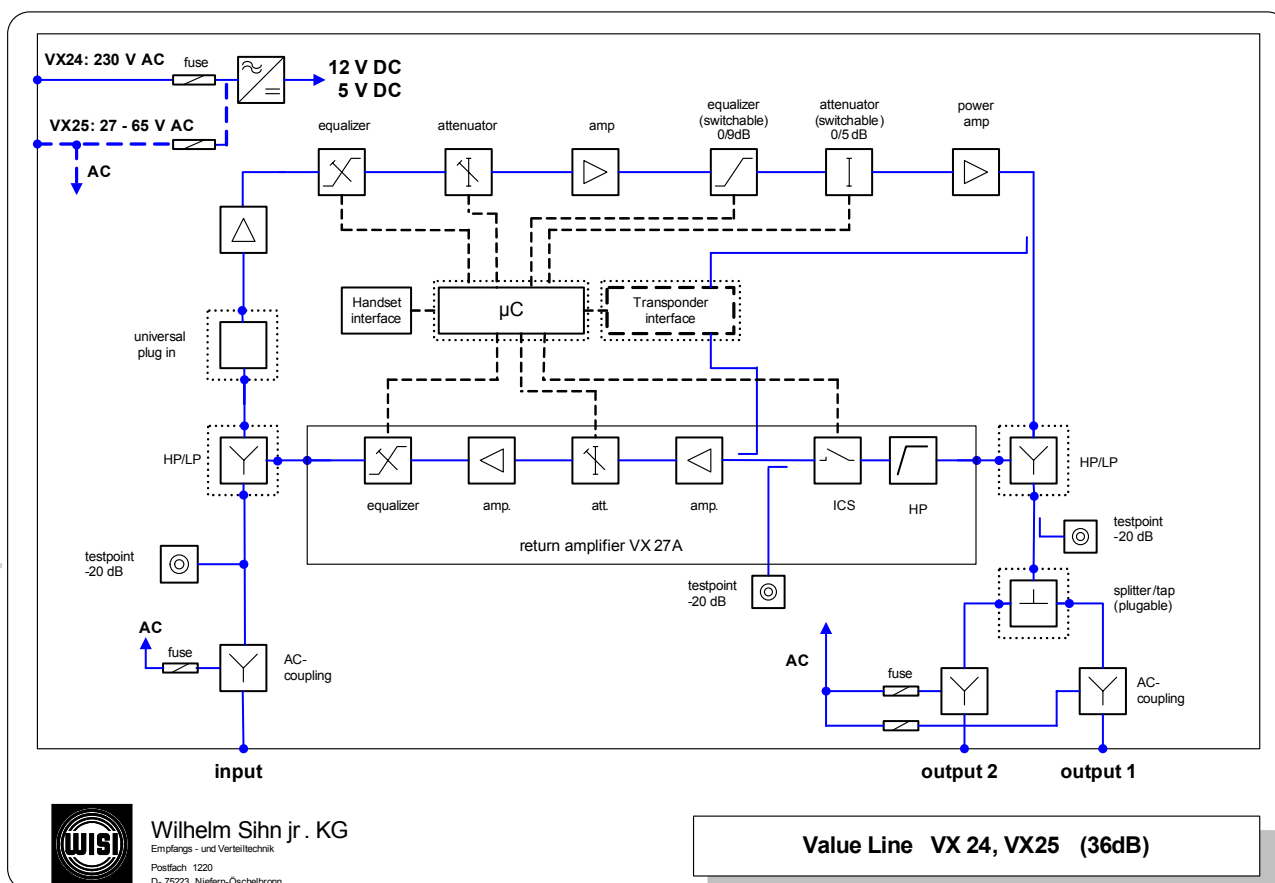 VX24: 230 V AC
fuse
12 V DC
5 V DC
VX25: 27 - 65 V AC
AC
equalizer
attenuator
amp
equalizer
(switchable)
0/9dB
attenuator
(switchable)
0/5 dB
power
amp
Handset
interface
µC
Transponder
interface
universal
plug in
HP/LP
equalizer
amp.
att.
amp.
ICS
HP
HP/LP
return amplifier VX 27A
testpoint
-20 dB
testpoint
-20 dB
testpoint
-20 dB
splitter/tap
(plugable)
AC
fuse
AC-
coupling
AC
fuse
AC-
coupling
input
output 2
output 1
WISI
Wilhelm Sihn jr. KG
Empfangs - und Verteiltechnik
Postfach 1220
D- 75223 Niefern-Öschelbronn
Value Line VX 24, VX25 (36dB)